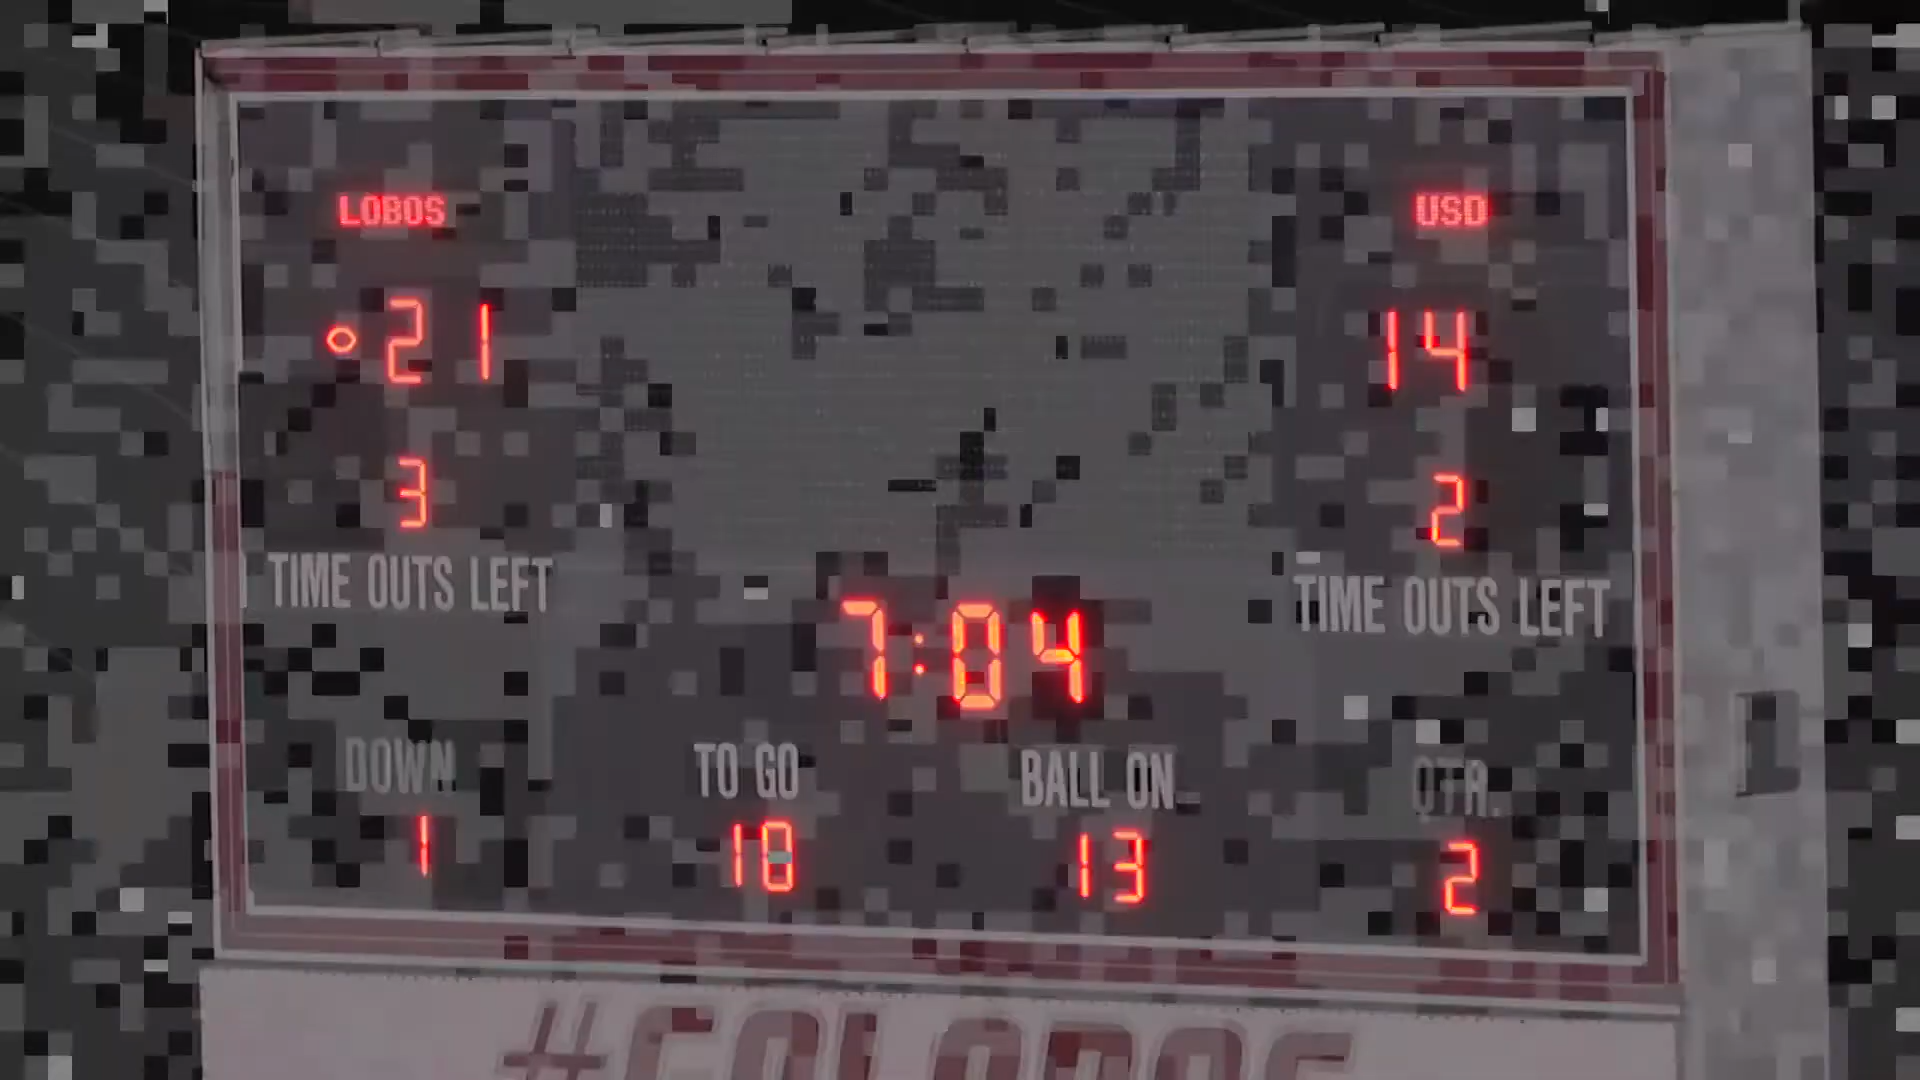 LOBOS USD
21 14
3 2
TIME OUTS LEFT TIME OUTS LEFT
7:04
DOWN TO GO BALL ON QTR.
1 10 13 2